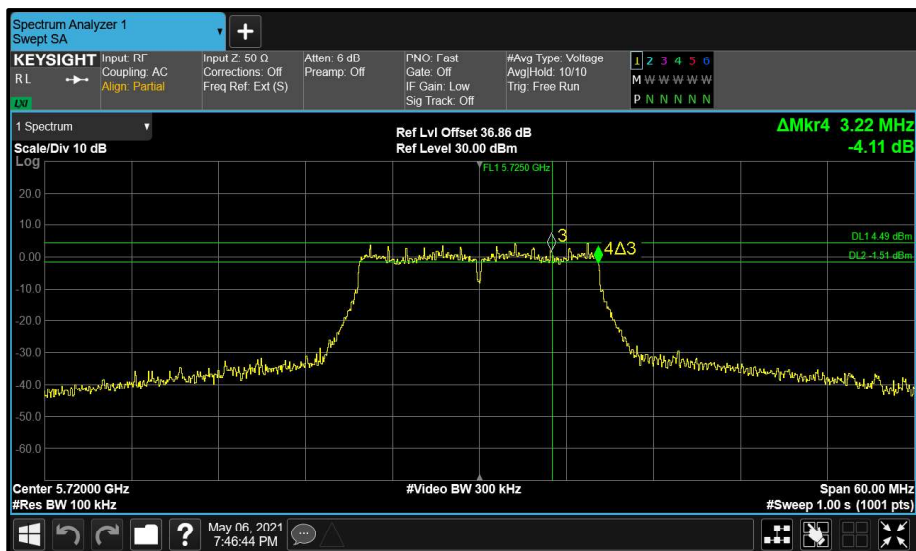 Spectrum Analyzer 1
Swept SA
+
KEYSIGHT
R L
LXI
Input: RF
Coupling: AC
Align: Partial
Input Z: 50 Ω
Corrections: Off
Freq Ref: Ext (S)
Atten: 6 dB
Preamp: Off
PNO: Fast
Gate: Off
IF Gain: Low
Sig Track: Off
#Avg Type: Voltage
Avg|Hold: 10/10
Trig: Free Run
1 2 3 4 5 6
M W W W W W
P N N N N N
1 Spectrum
Scale/Div 10 dB
Ref Lvl Offset 36.86 dB
Ref Level 30.00 dBm
ΔMkr4 3.22 MHz
-4.11 dB
Log
FL1 5.7250 GHz
20.0
10.0
0.00
-10.0
-20.0
-30.0
-40.0
-50.0
-60.0
3
4Δ3
DL1 4.49 dBm
DL2 -1.51 dBm
Center 5.72000 GHz
#Res BW 100 kHz
#Video BW 300 kHz
Span 60.00 MHz
#Sweep 1.00 s (1001 pts)
?
May 06, 2021
7:46:44 PM